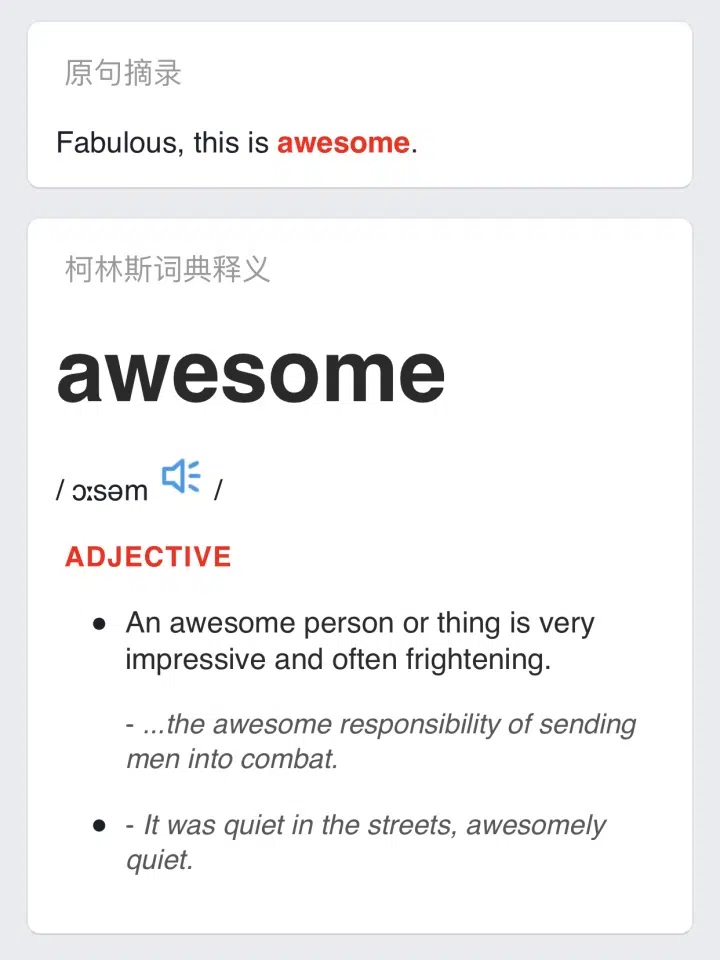 原句摘录
Fabulous, this is awesome.
柯林斯词典释义
awesome
/ ɔːsəm /
ADJECTIVE
● An awesome person or thing is very
impressive and often frightening.
- ...the awesome responsibility of sending
men into combat.
● - It was quiet in the streets, awesomely
quiet.